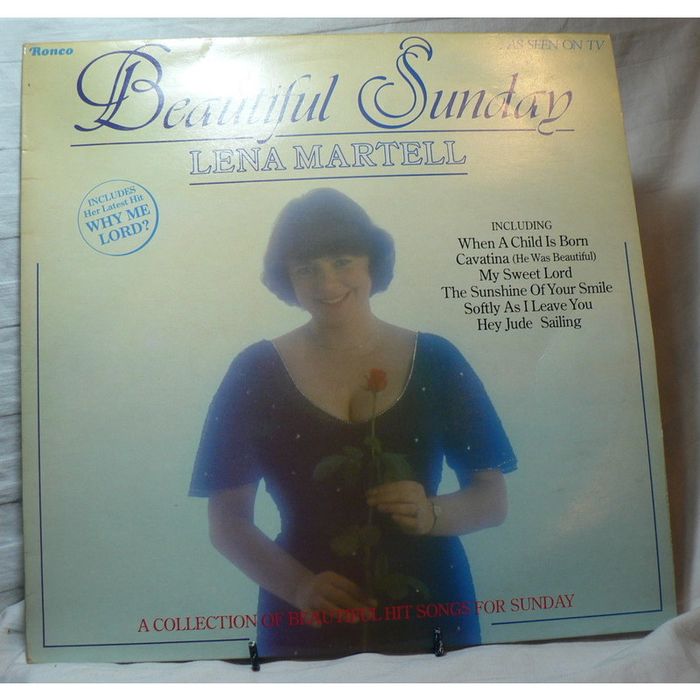 Ronco
AS SEEN ON TV
Beautiful Sunday
LENA MARTELL
INCLUDES
Her Latest Hit
WHY ME
LORD?
INCLUDING
When A Child Is Born
Cavatina (He Was Beautiful)
My Sweet Lord
The Sunshine Of Your Smile
Softly As I Leave You
Hey Jude Sailing
A COLLECTION OF BEAUTIFUL HIT SONGS FOR SUNDAY